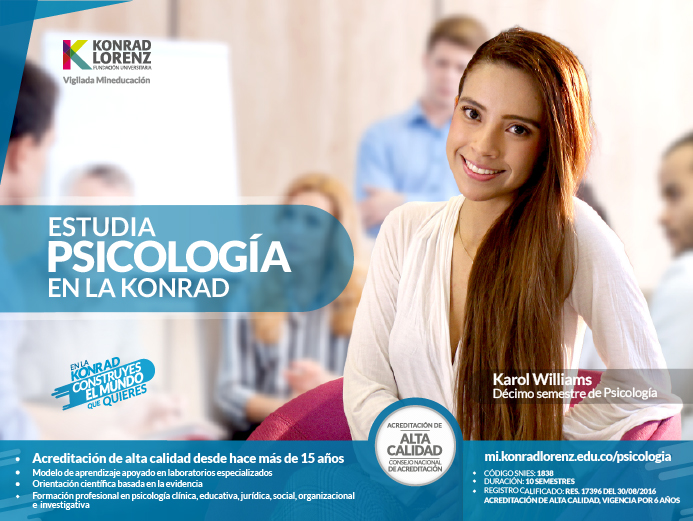 KONRAD
LORENZ
FUNDACIÓN UNIVERSITARIA
Vigilada Mineducación
ESTUDIA
PSICOLOGÍA
EN LA KONRAD
EN LA
KONRAD
CONSTRUYES
EL MUNDO
QUE QUIERES
Karol Williams
Décimo semestre de Psicología
ACREDITACIÓN DE
ALTA
CALIDAD
CONSEJO NACIONAL
DE ACREDITACIÓN
• Acreditación de alta calidad desde hace más de 15 años
• Modelo de aprendizaje apoyado en laboratorios especializados
• Orientación científica basada en la evidencia
• Formación profesional en psicología clínica, educativa, jurídica, social, organizacional
e investigativa
mi.konradlorenz.edu.co/psicologia
• CÓDIGO SNIES: 1838
• DURACIÓN: 10 SEMESTRES
• REGISTRO CALIFICADO: RES. 17396 DEL 30/08/2016
ACREDITACIÓN DE ALTA CALIDAD, VIGENCIA POR 6 AÑOS